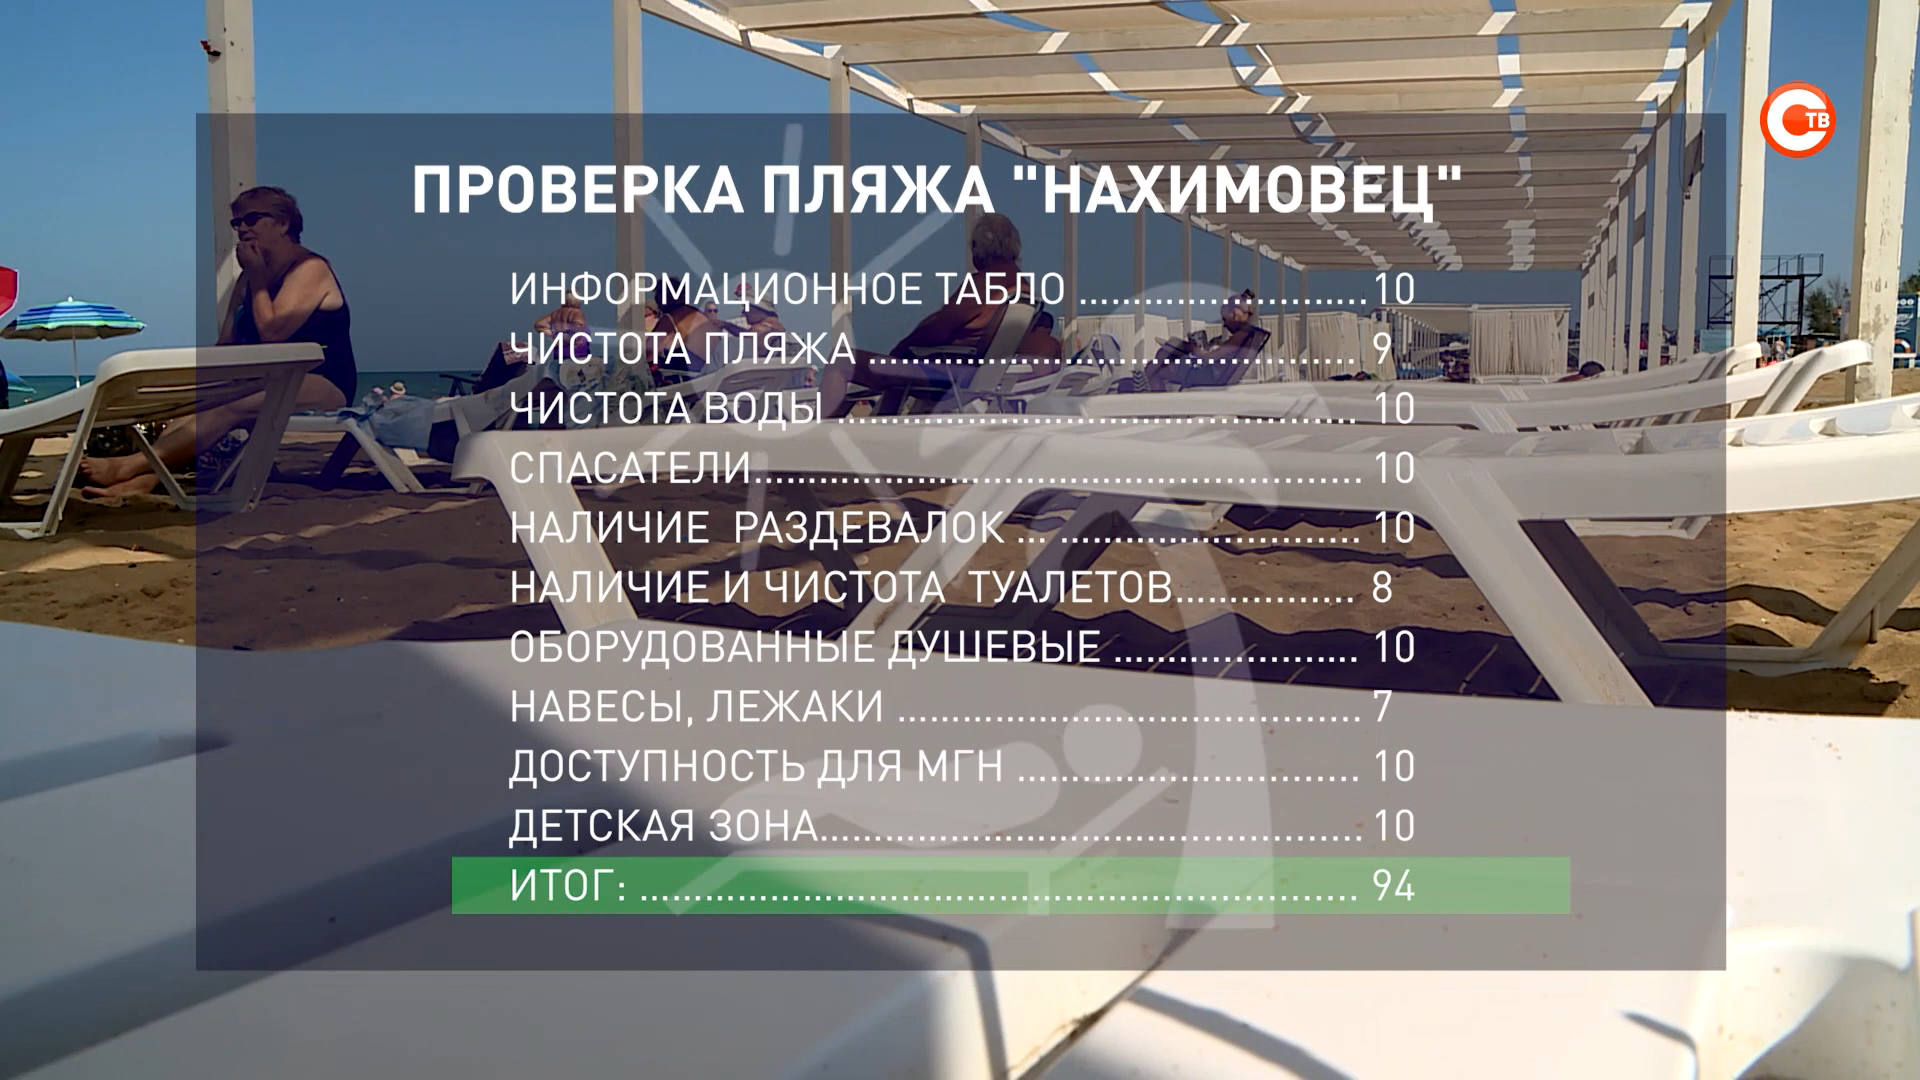 ТВ
ПРОВЕРКА ПЛЯЖА "НАХИМОВЕЦ"
ИНФОРМАЦИОННОЕ ТАБЛО ........................... 10
ЧИСТОТА ПЛЯЖА ............................................. 9
ЧИСТОТА ВОДЫ ................................................ 10
СПАСАТЕЛИ........................................................ 10
НАЛИЧИЕ  РАЗДЕВАЛОК ... ............................ 10
НАЛИЧИЕ И ЧИСТОТА  ТУАЛЕТОВ................. 8
ОБОРУДОВАННЫЕ ДУШЕВЫЕ ....................... 10
НАВЕСЫ, ЛЕЖАКИ ........................................... 7
ДОСТУПНОСТЬ ДЛЯ МГН ................................ 10
ДЕТСКАЯ ЗОНА.................................................. 10
ИТОГ: .................................................................. 94